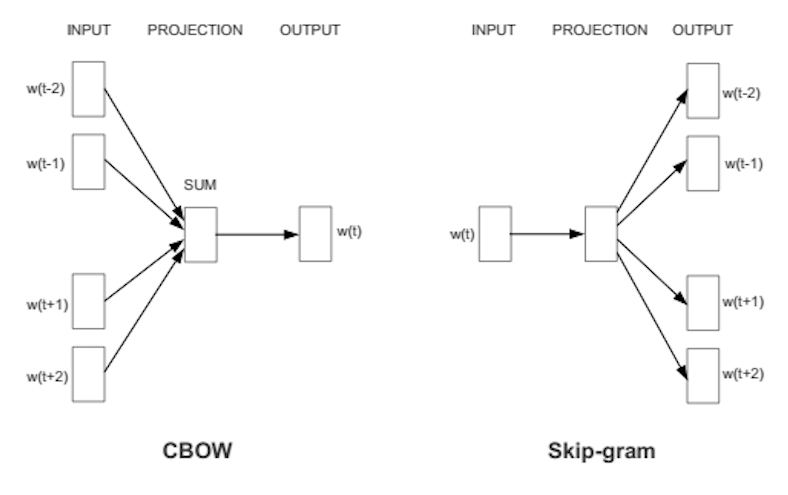 INPUT PROJECTION OUTPUT
w(t-2)
w(t-1)
SUM
w(t)
w(t+1)
w(t+2)
CBOW
INPUT PROJECTION OUTPUT
w(t-2)
w(t-1)
w(t)
w(t+1)
w(t+2)
Skip-gram